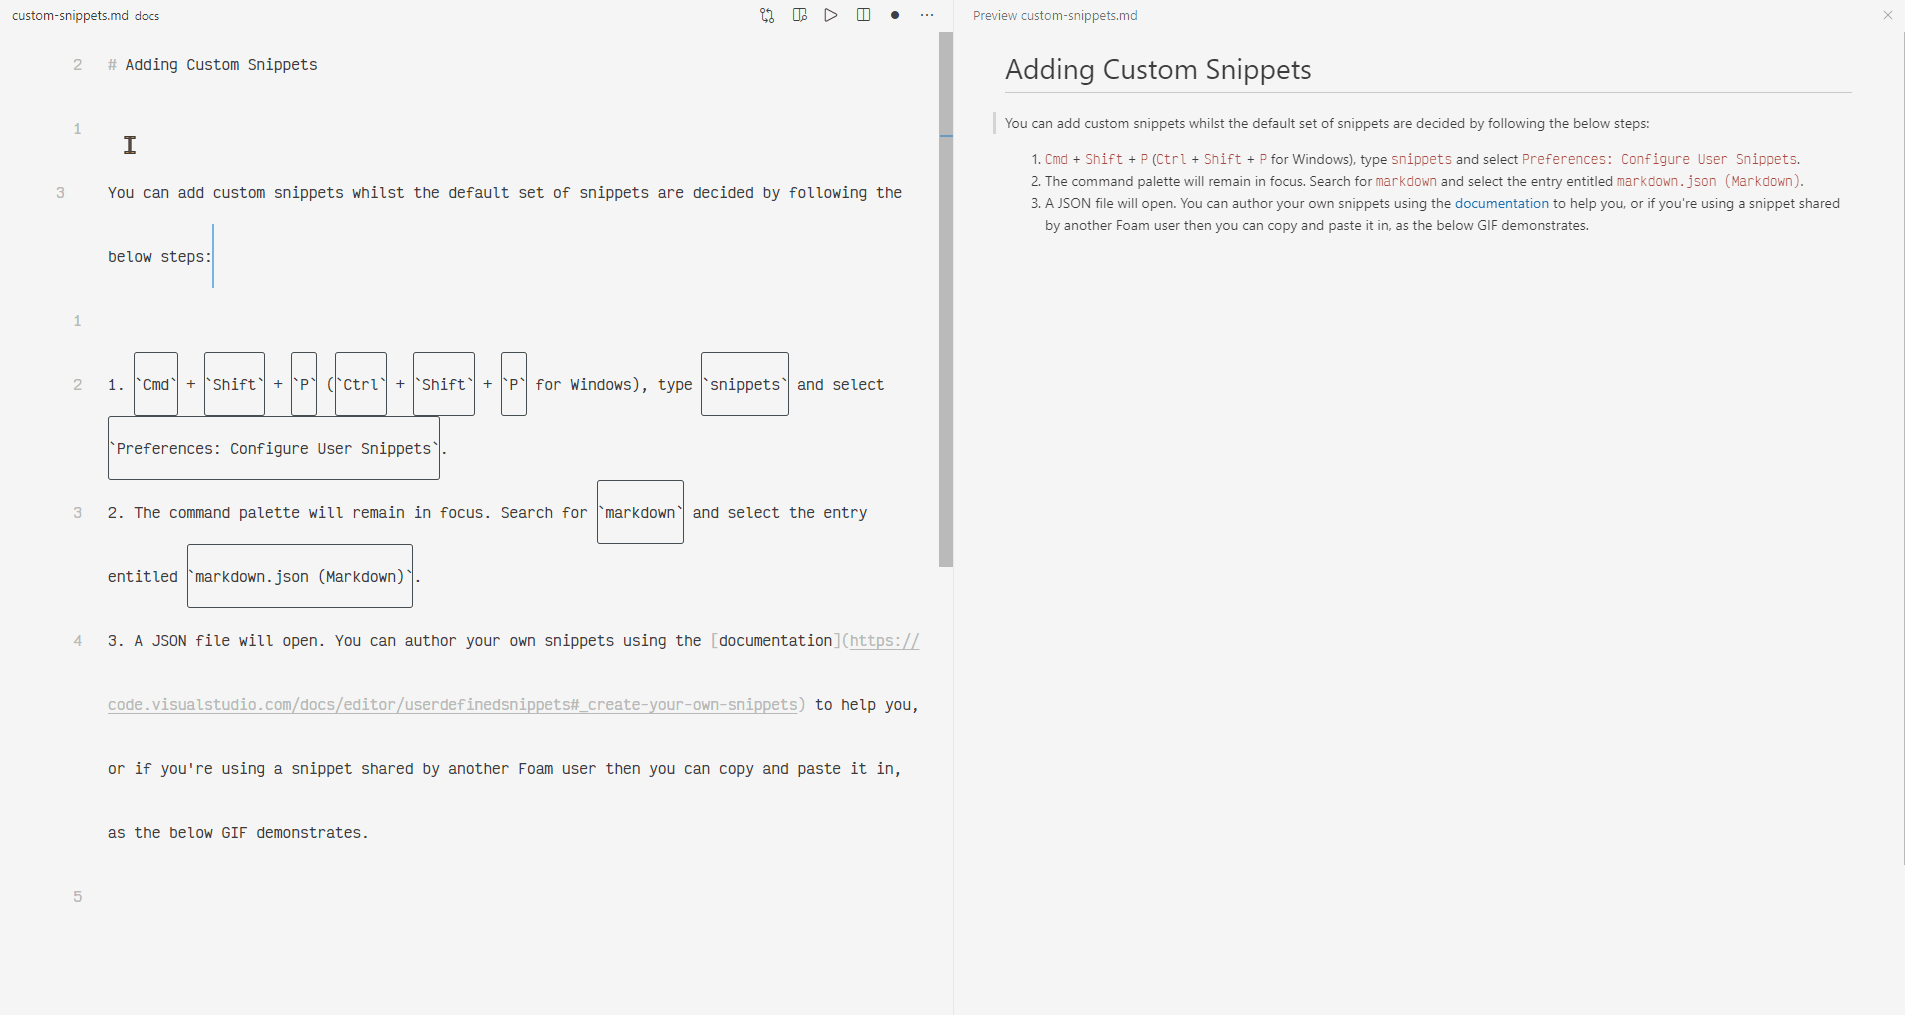 custom-snippets.md docs
2 # Adding Custom Snippets
1
3 You can add custom snippets whilst the default set of snippets are decided by following the
below steps:
1
2 1. `Cmd` + `Shift` + `P` (`Ctrl` + `Shift` + `P` for Windows), type `snippets` and select
`Preferences: Configure User Snippets`.
3 2. The command palette will remain in focus. Search for `markdown` and select the entry
entitled `markdown.json (Markdown)`.
4 3. A JSON file will open. You can author your own snippets using the [documentation](https://
code.visualstudio.com/docs/editor/userdefinedsnippets#_create-your-own-snippets) to help you,
or if you're using a snippet shared by another Foam user then you can copy and paste it in,
as the below GIF demonstrates.
5
Preview custom-snippets.md
Adding Custom Snippets
You can add custom snippets whilst the default set of snippets are decided by following the below steps:
1. Cmd + Shift + P (Ctrl + Shift + P for Windows), type snippets and select Preferences: Configure User Snippets.
2. The command palette will remain in focus. Search for markdown and select the entry entitled markdown.json (Markdown).
3. A JSON file will open. You can author your own snippets using the documentation to help you, or if you're using a snippet shared
by another Foam user then you can copy and paste it in, as the below GIF demonstrates.